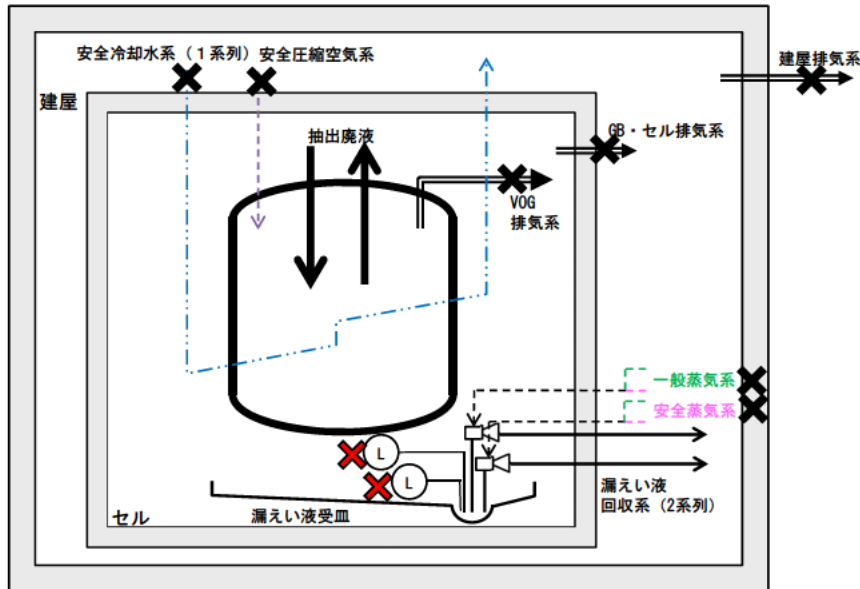 安全冷却水系（１系列）
安全圧縮空気系
建屋排気系
建屋
抽出廃液
GB・セル排気系
VOG
排気系
一般蒸気系
安全蒸気系
L
L
漏えい液
回収系（2系列）
セル
漏えい液受皿